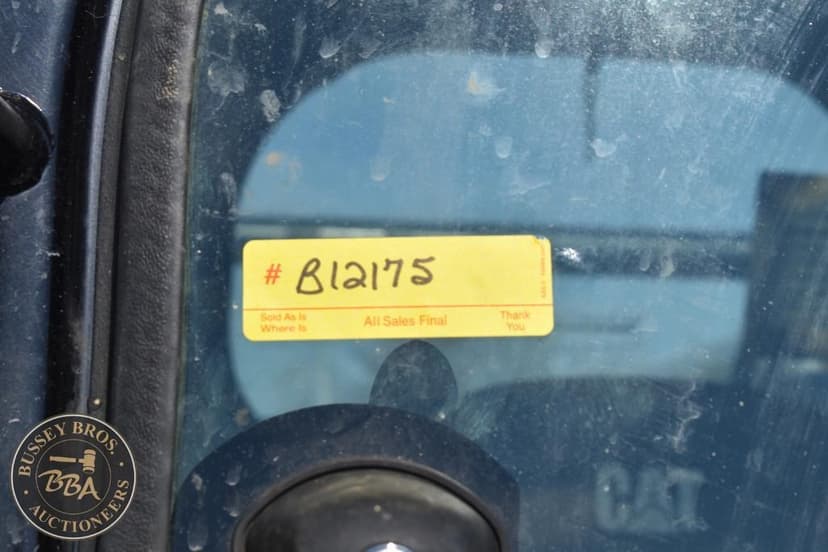 # B12175
Sold As Is
Where Is
All Sales Final
Thank
You
CAT
BUSSEY BROS.
BBA
AUCTIONEERS